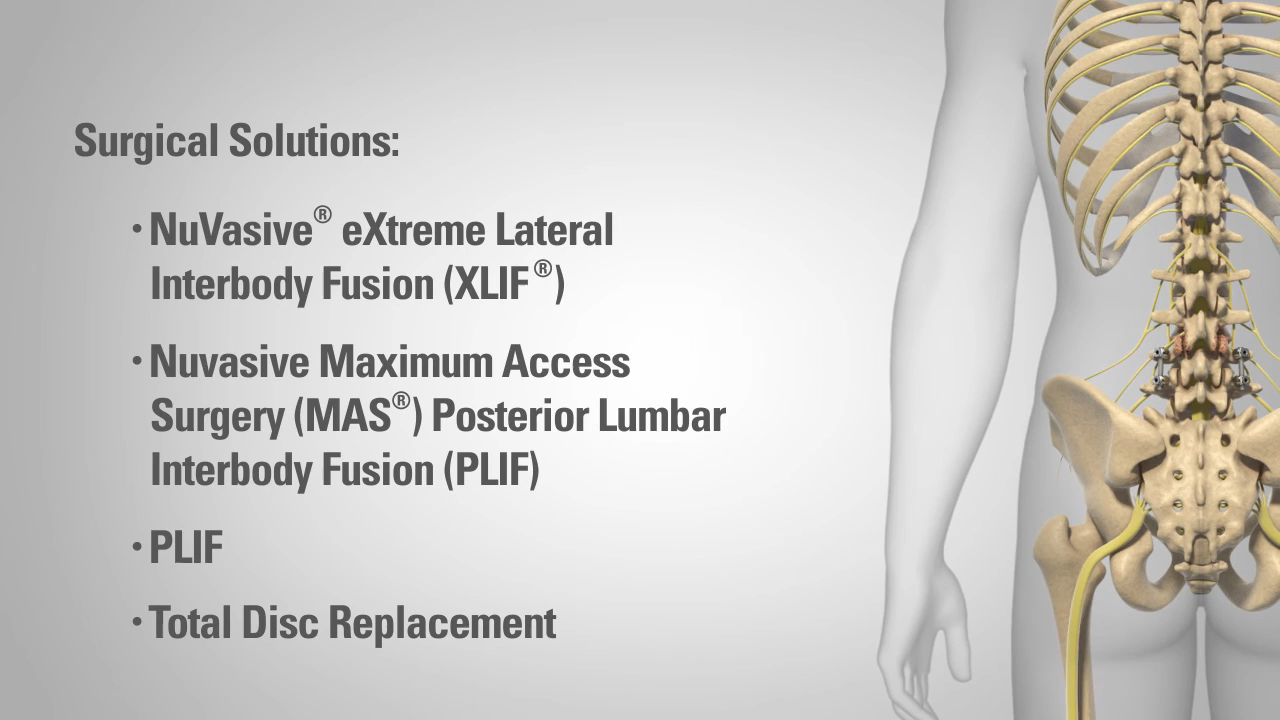 Surgical Solutions:
• NuVasive® eXtreme Lateral
Interbody Fusion (XLIF®)
• Nuvasive Maximum Access
Surgery (MAS®) Posterior Lumbar
Interbody Fusion (PLIF)
• PLIF
• Total Disc Replacement